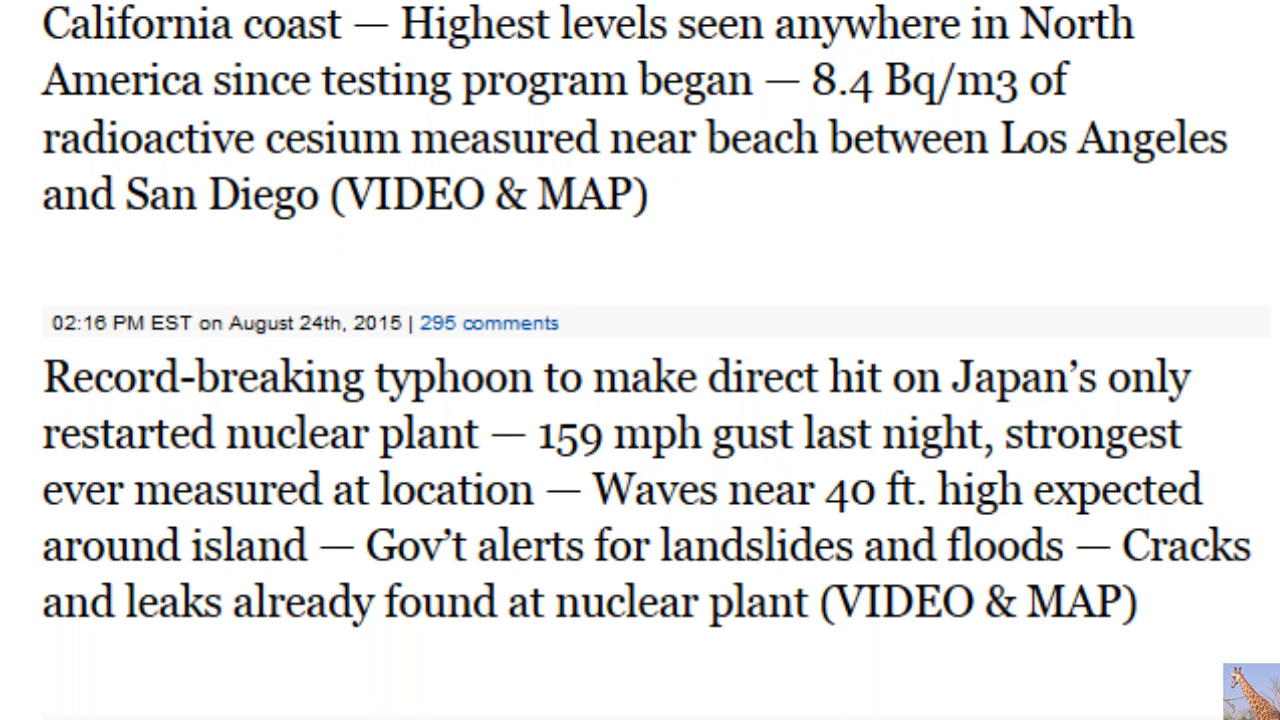 California coast — Highest levels seen anywhere in North
America since testing program began — 8.4 Bq/m3 of
radioactive cesium measured near beach between Los Angeles
and San Diego (VIDEO & MAP)
02:16 PM EST on August 24th, 2015 | 295 comments
Record-breaking typhoon to make direct hit on Japan’s only
restarted nuclear plant — 159 mph gust last night, strongest
ever measured at location — Waves near 40 ft. high expected
around island — Gov’t alerts for landslides and floods — Cracks
and leaks already found at nuclear plant (VIDEO & MAP)